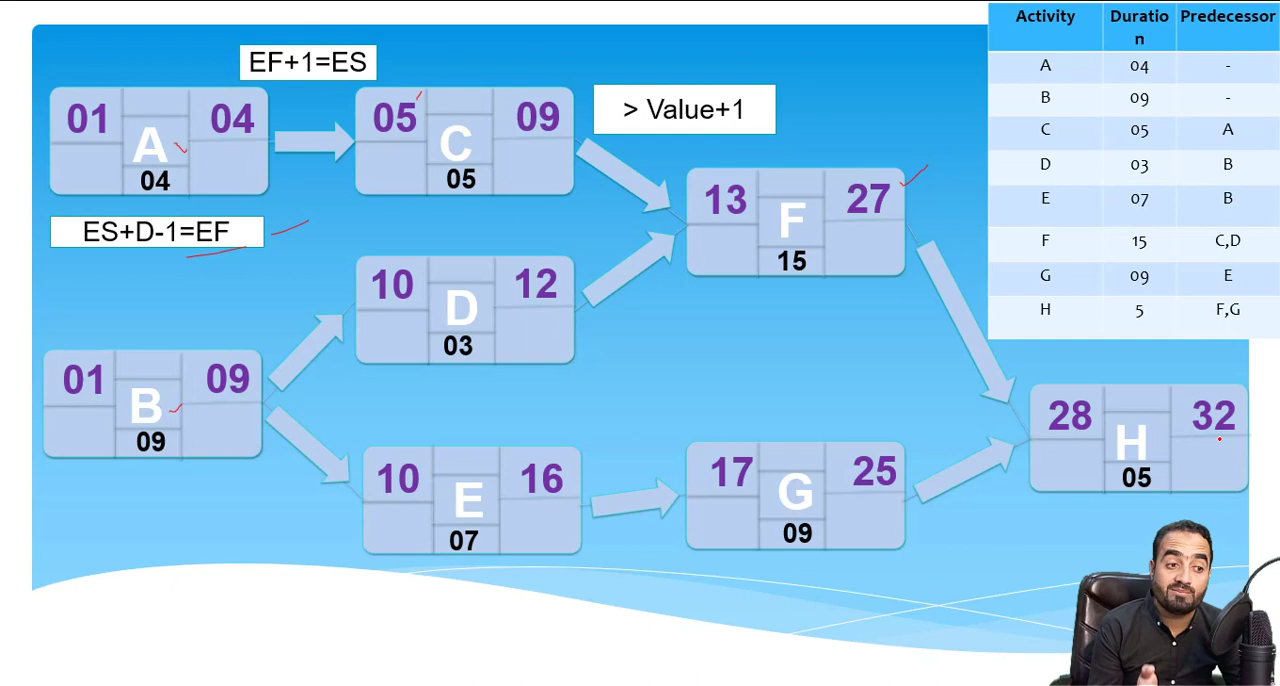 EF+1=ES
01 04
A
04
05 09
C
05
> Value+1
ES+D-1=EF
13 27
F
15
10 12
D
03
01 09
B
09
10 16
E
07
17 25
G
09
28 32
H
05
Activity Duratio Predecessor
n
A 04 -
B 09 -
C 05 A
D 03 B
E 07 B
F 15 C,D
G 09 E
H 5 F,G